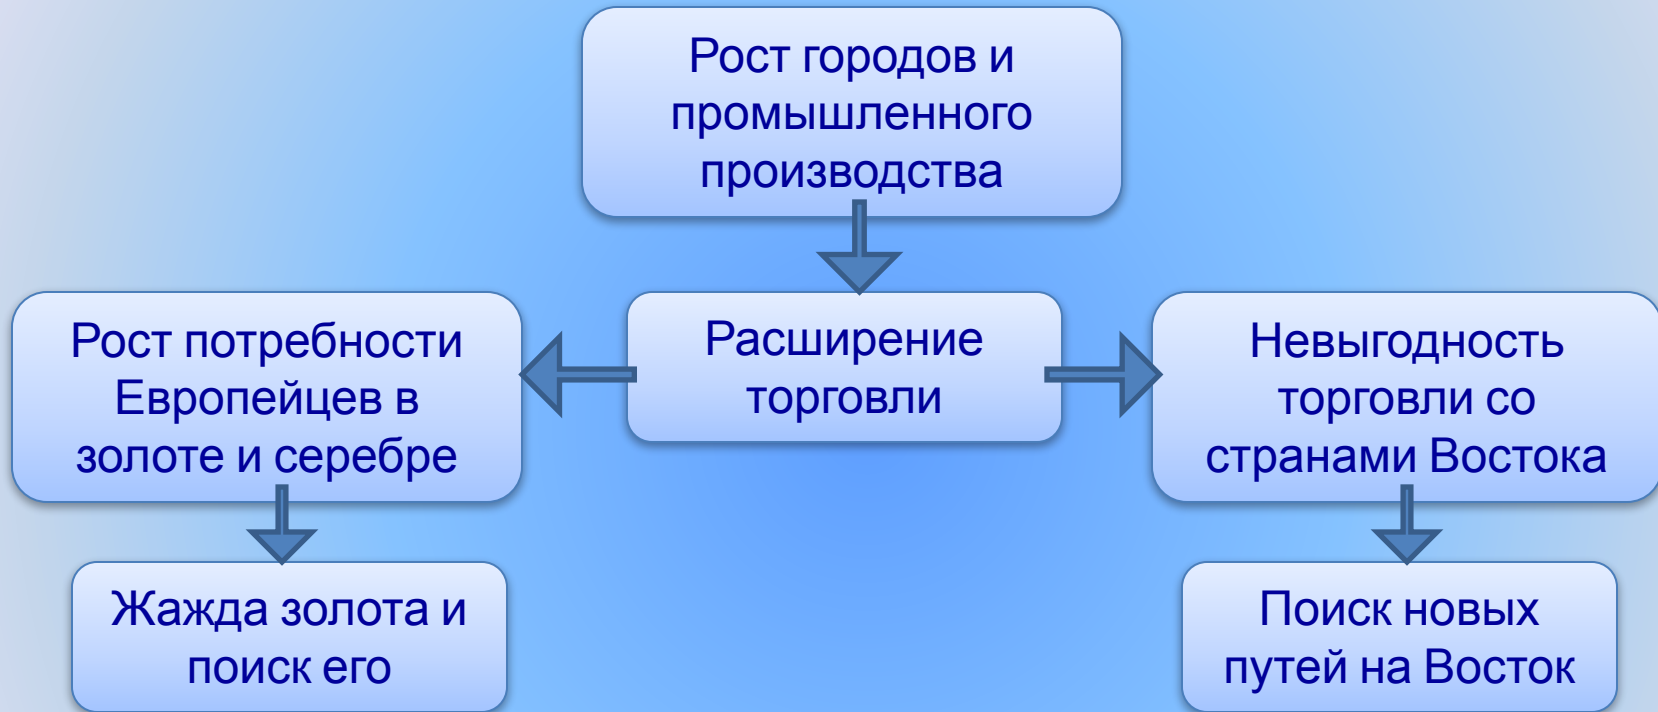 Рост городов и
промышленного
производства
Рост потребности
Европейцев в
золоте и серебре
Расширение
торговли
Невыгодность
торговли со
странами Востока
Жажда золота и
поиск его
Поиск новых
путей на Восток